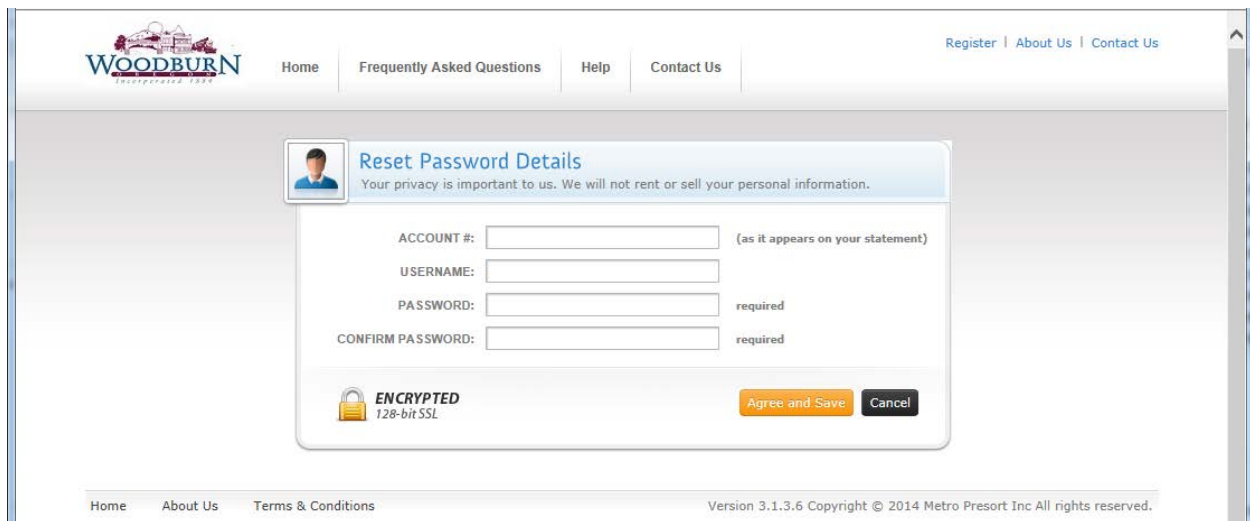 WOODBURN
OREGON
Incorporated 1889
Home Frequently Asked Questions Help Contact Us
Register | About Us | Contact Us
Reset Password Details
Your privacy is important to us. We will not rent or sell your personal information.
ACCOUNT #: (as it appears on your statement)
USERNAME:
PASSWORD: required
CONFIRM PASSWORD: required
ENCRYPTED
128-bit SSL
Agree and Save Cancel
Home About Us Terms & Conditions Version 3.1.3.6 Copyright © 2014 Metro Presort Inc All rights reserved.